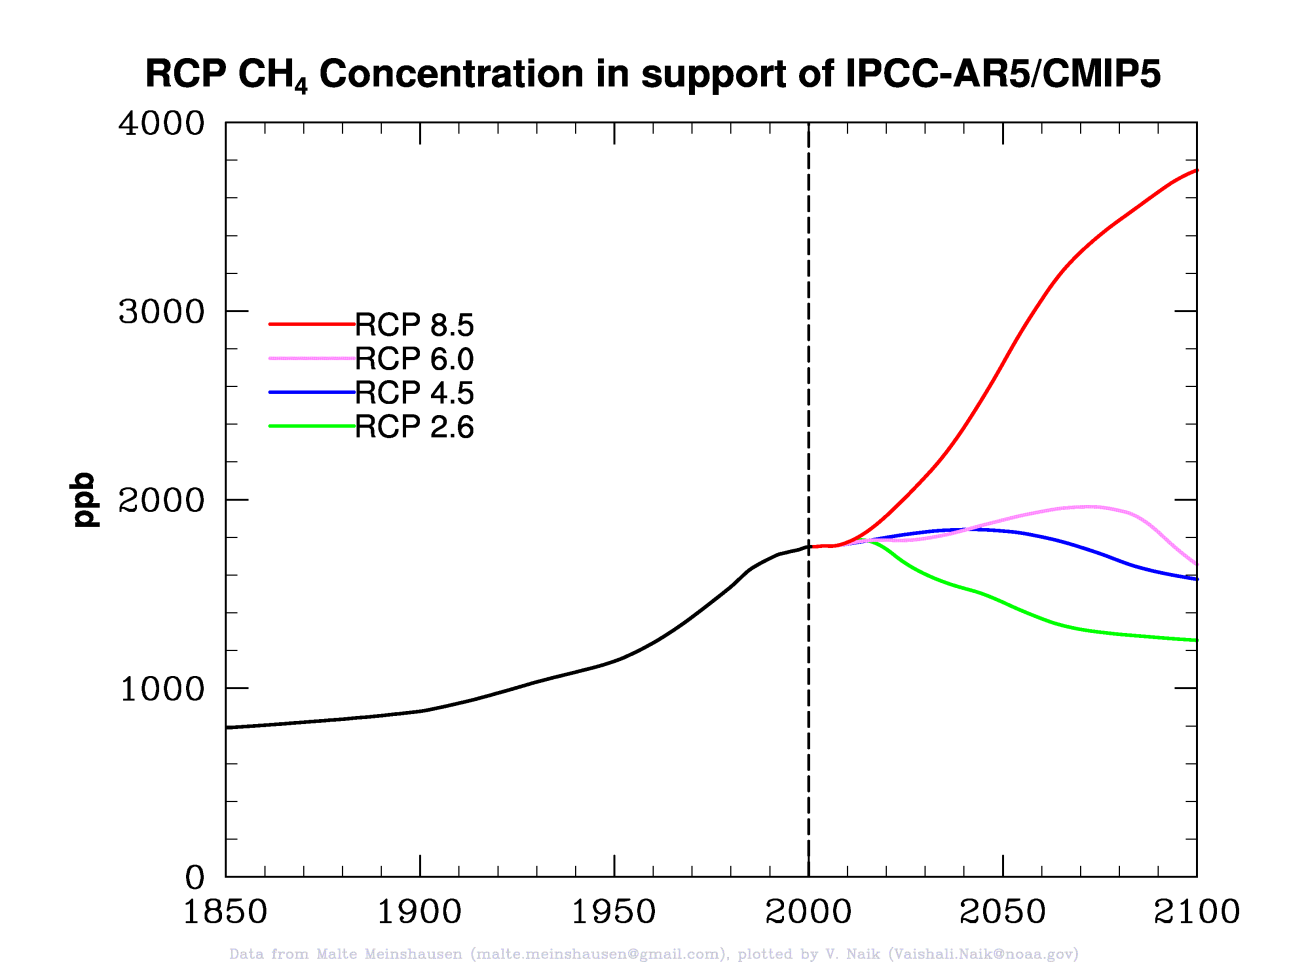 RCP CH₄ Concentration in support of IPCC-AR5/CMIP5
4000
3000
RCP 8.5
RCP 6.0
RCP 4.5
RCP 2.6
ppb
2000
1000
0
1850 1900 1950 2000 2050 2100
Data from Malte Meinshausen (malte.meinshausen@gmail.com), plotted by V. Naik (Vaishali.Naik@noaa.gov)